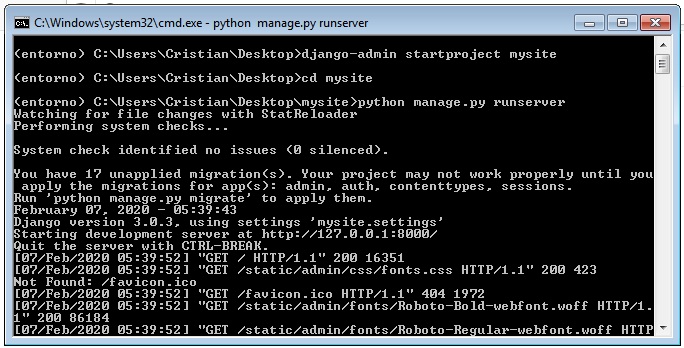 C:\Windows\system32\cmd.exe - python  manage.py runserver
(entorno) C:\Users\Cristian\Desktop>django-admin startproject mysite
(entorno) C:\Users\Cristian\Desktop>cd mysite
(entorno) C:\Users\Cristian\Desktop\mysite>python manage.py runserver
Watching for file changes with StatReloader
Performing system checks...
System check identified no issues (0 silenced).
You have 17 unapplied migration(s). Your project may not work properly until you
 apply the migrations for app(s): admin, auth, contenttypes, sessions.
Run 'python manage.py migrate' to apply them.
February 07, 2020 - 05:39:43
Django version 3.0.3, using settings 'mysite.settings'
Starting development server at http://127.0.0.1:8000/
Quit the server with CTRL-BREAK.
[07/Feb/2020 05:39:52] "GET / HTTP/1.1" 200 16351
[07/Feb/2020 05:39:52] "GET /static/admin/css/fonts.css HTTP/1.1" 200 423
Not Found: /favicon.ico
[07/Feb/2020 05:39:52] "GET /favicon.ico HTTP/1.1" 404 1972
[07/Feb/2020 05:39:52] "GET /static/admin/fonts/Roboto-Bold-webfont.woff HTTP/1.
1" 200 86184
[07/Feb/2020 05:39:52] "GET /static/admin/fonts/Roboto-Regular-webfont.woff HTTP